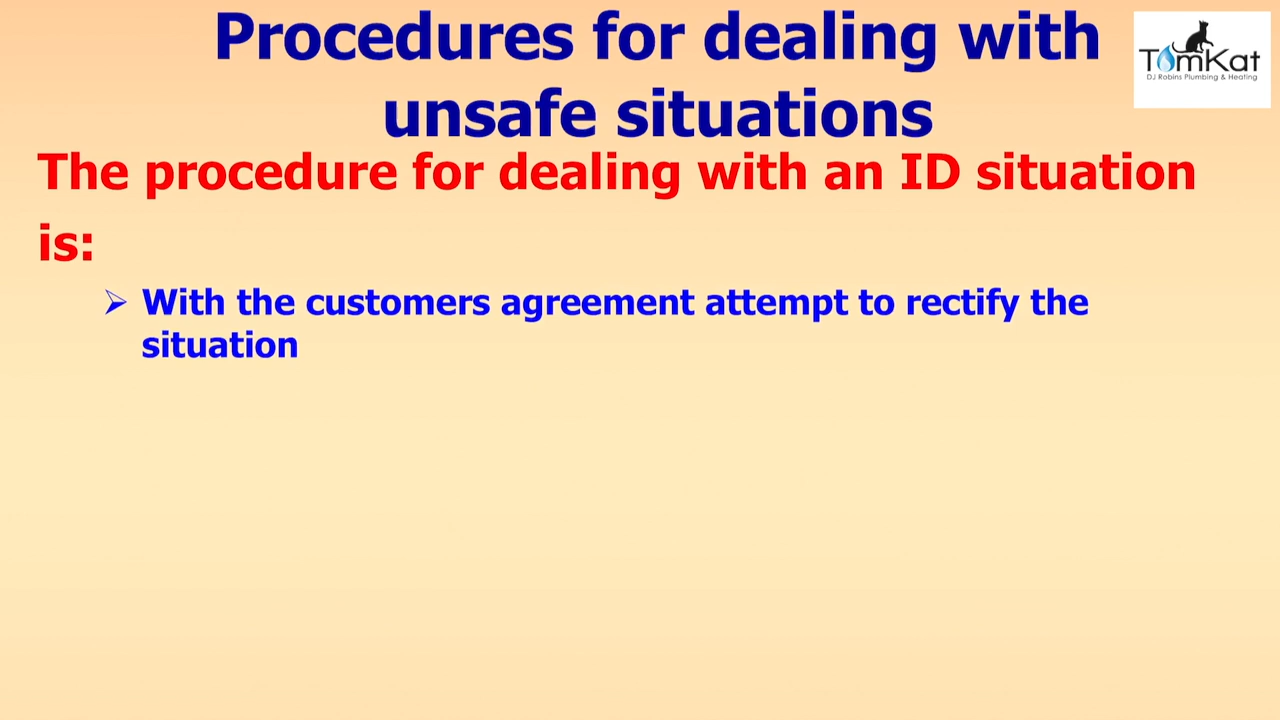 Procedures for dealing with
unsafe situations
TomKat
DJ Robins Plumbing & Heating
The procedure for dealing with an ID situation
is:
With the customers agreement attempt to rectify the
situation